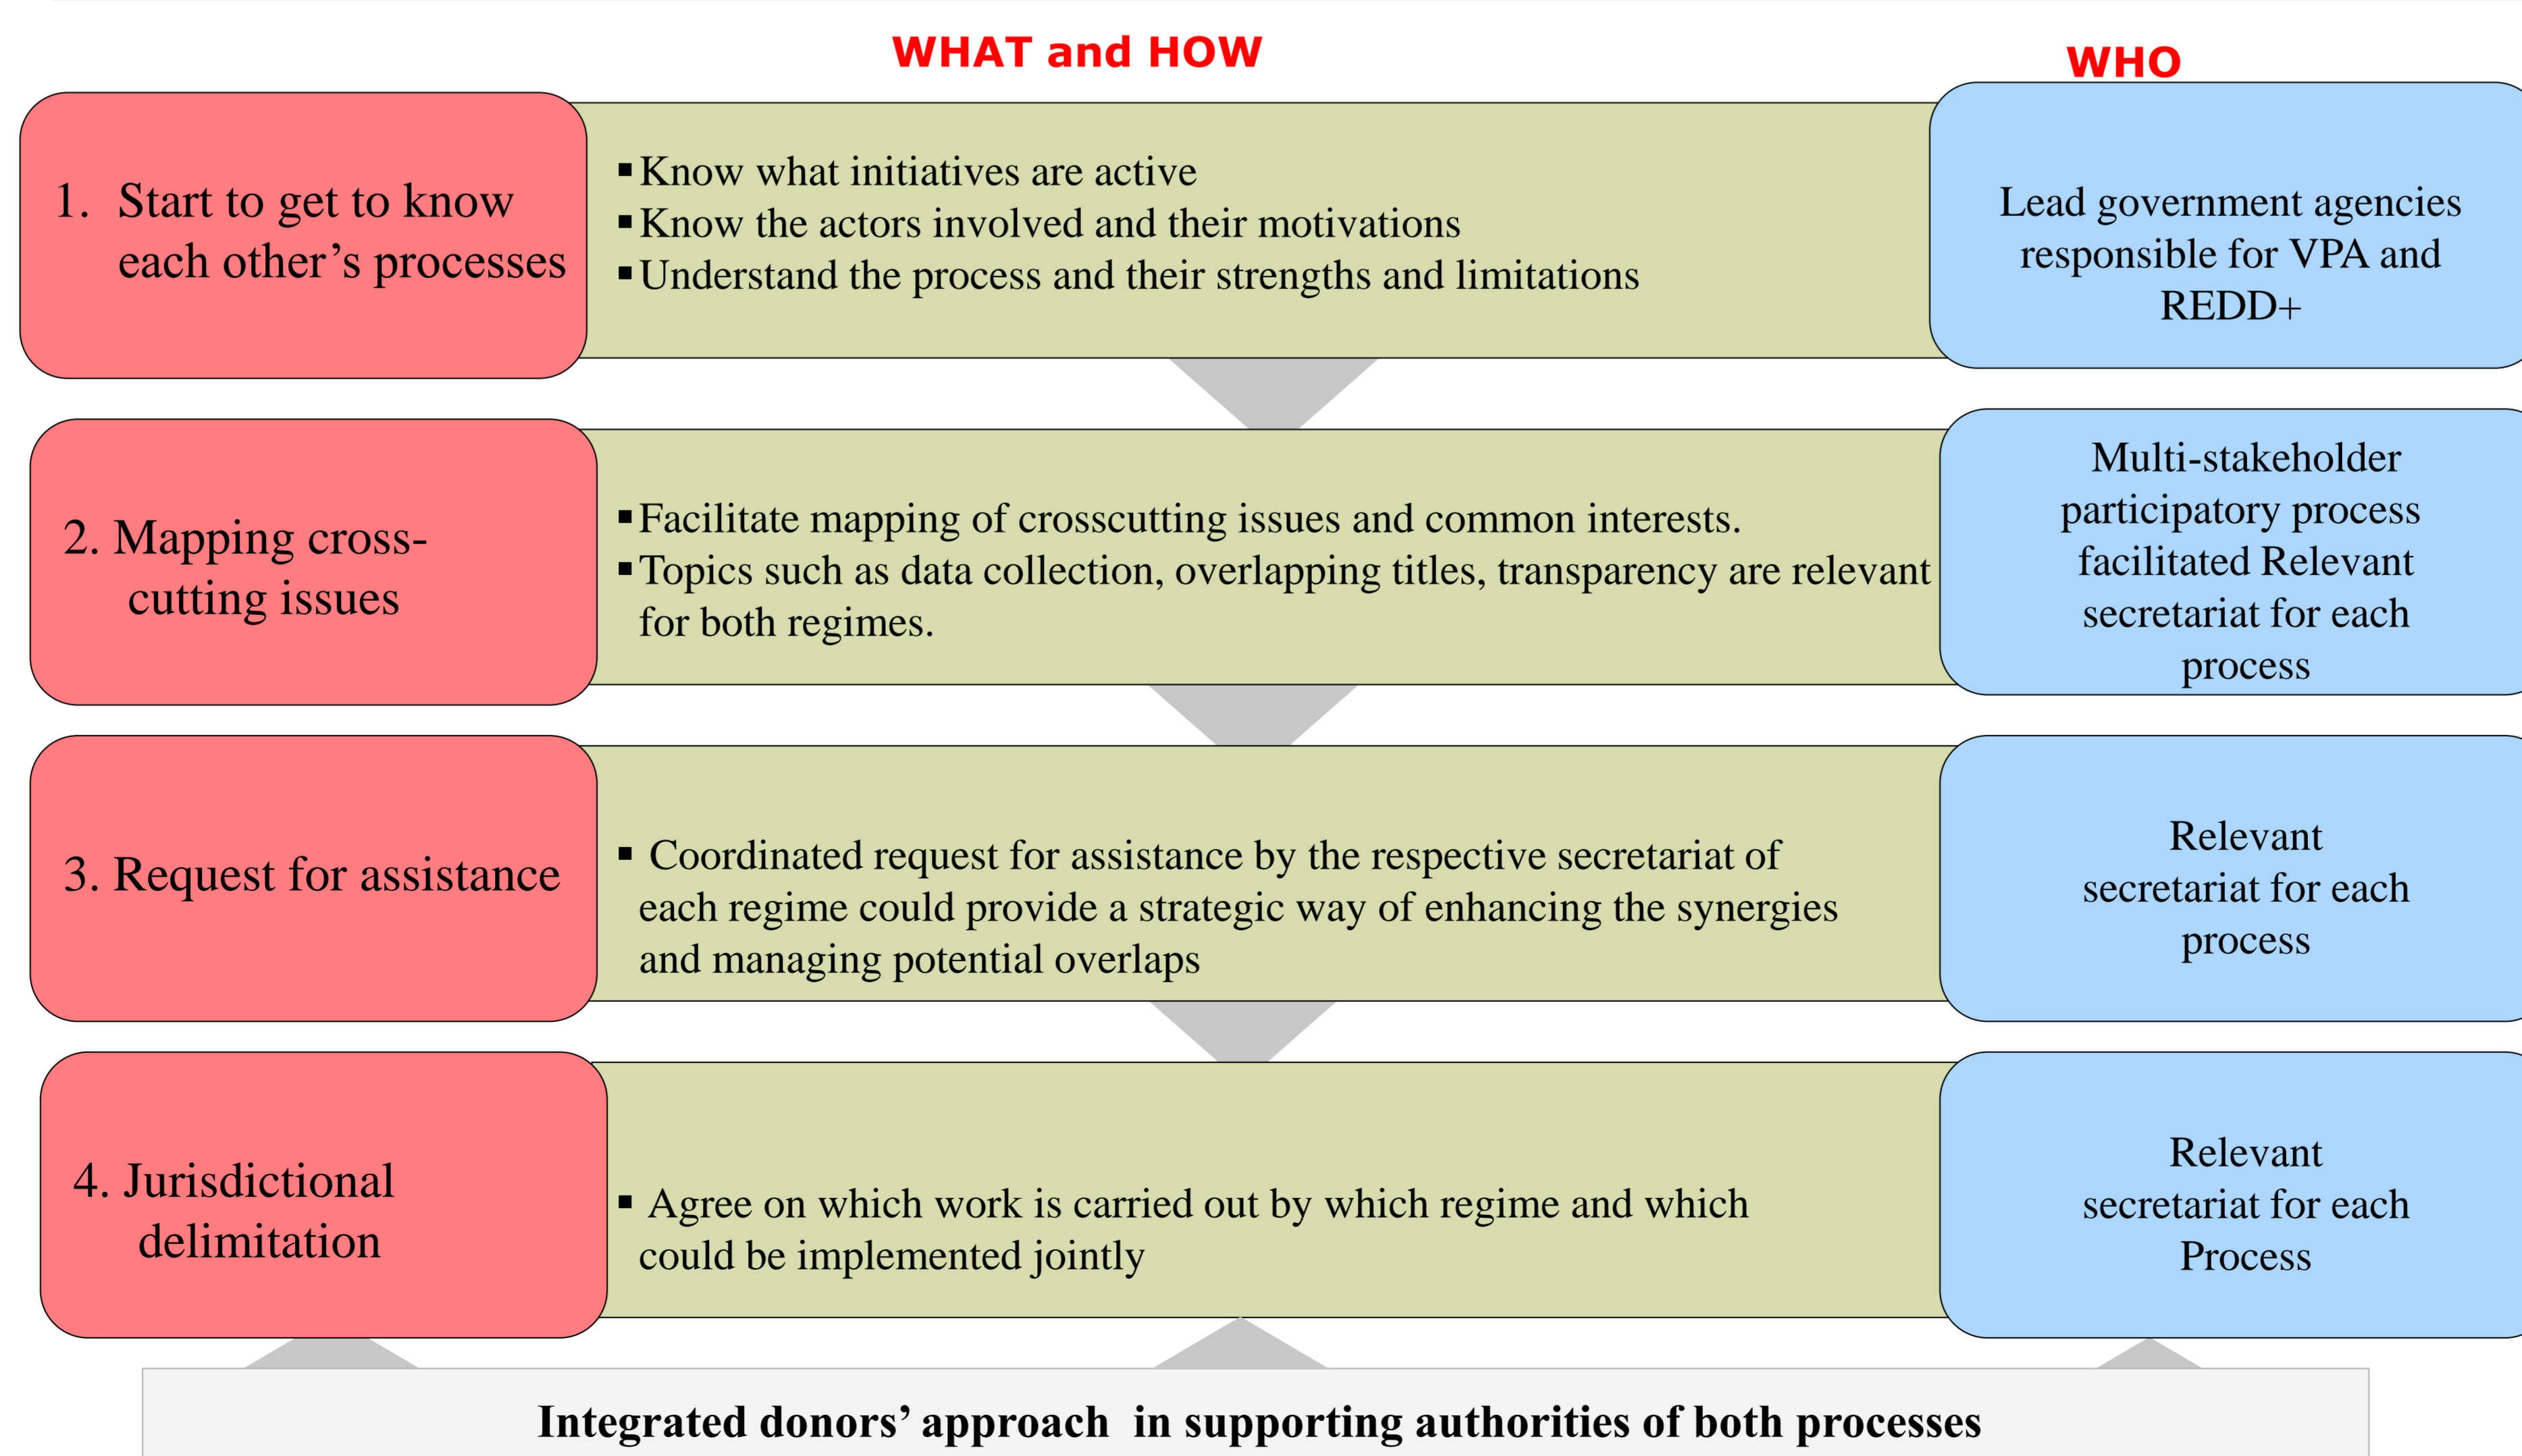 WHAT and HOW
WHO
1. Start to get to know
each other’s processes
▪Know what initiatives are active
▪Know the actors involved and their motivations
▪Understand the process and their strengths and limitations
Lead government agencies
responsible for VPA and
REDD+
2. Mapping cross-
cutting issues
▪Facilitate mapping of crosscutting issues and common interests.
▪Topics such as data collection, overlapping titles, transparency are relevant
for both regimes.
Multi-stakeholder
participatory process
facilitated Relevant
secretariat for each
process
3. Request for assistance
▪ Coordinated request for assistance by the respective secretariat of
each regime could provide a strategic way of enhancing the synergies
and managing potential overlaps
Relevant
secretariat for each
process
4. Jurisdictional
delimitation
▪ Agree on which work is carried out by which regime and which
could be implemented jointly
Relevant
secretariat for each
Process
Integrated donors’ approach in supporting authorities of both processes